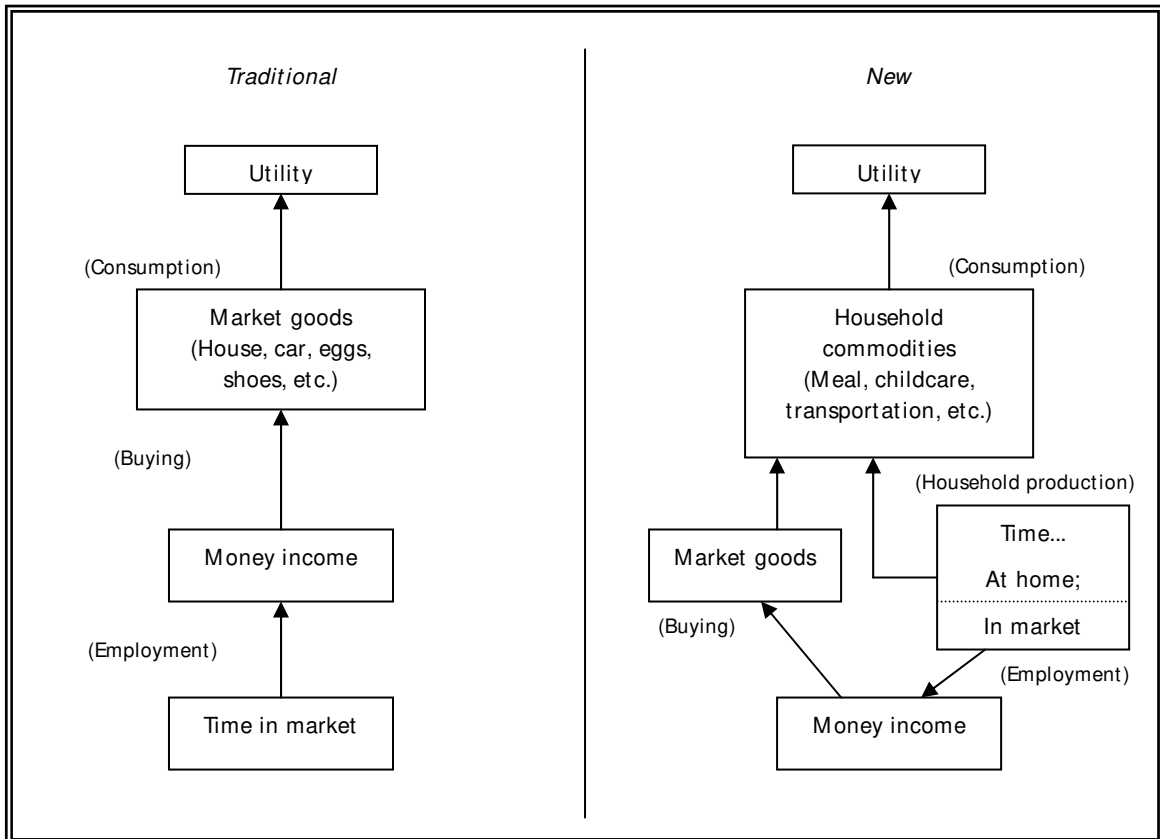 Traditional
Utility
(Consumption)
Market goods
(House, car, eggs,
shoes, etc.)
(Buying)
Money income
(Employment)
Time in market
New
Utility
(Consumption)
Household
commodities
(Meal, childcare,
transportation, etc.)
(Household production)
Time...
At home;
In market
Market goods
(Buying)
(Employment)
Money income